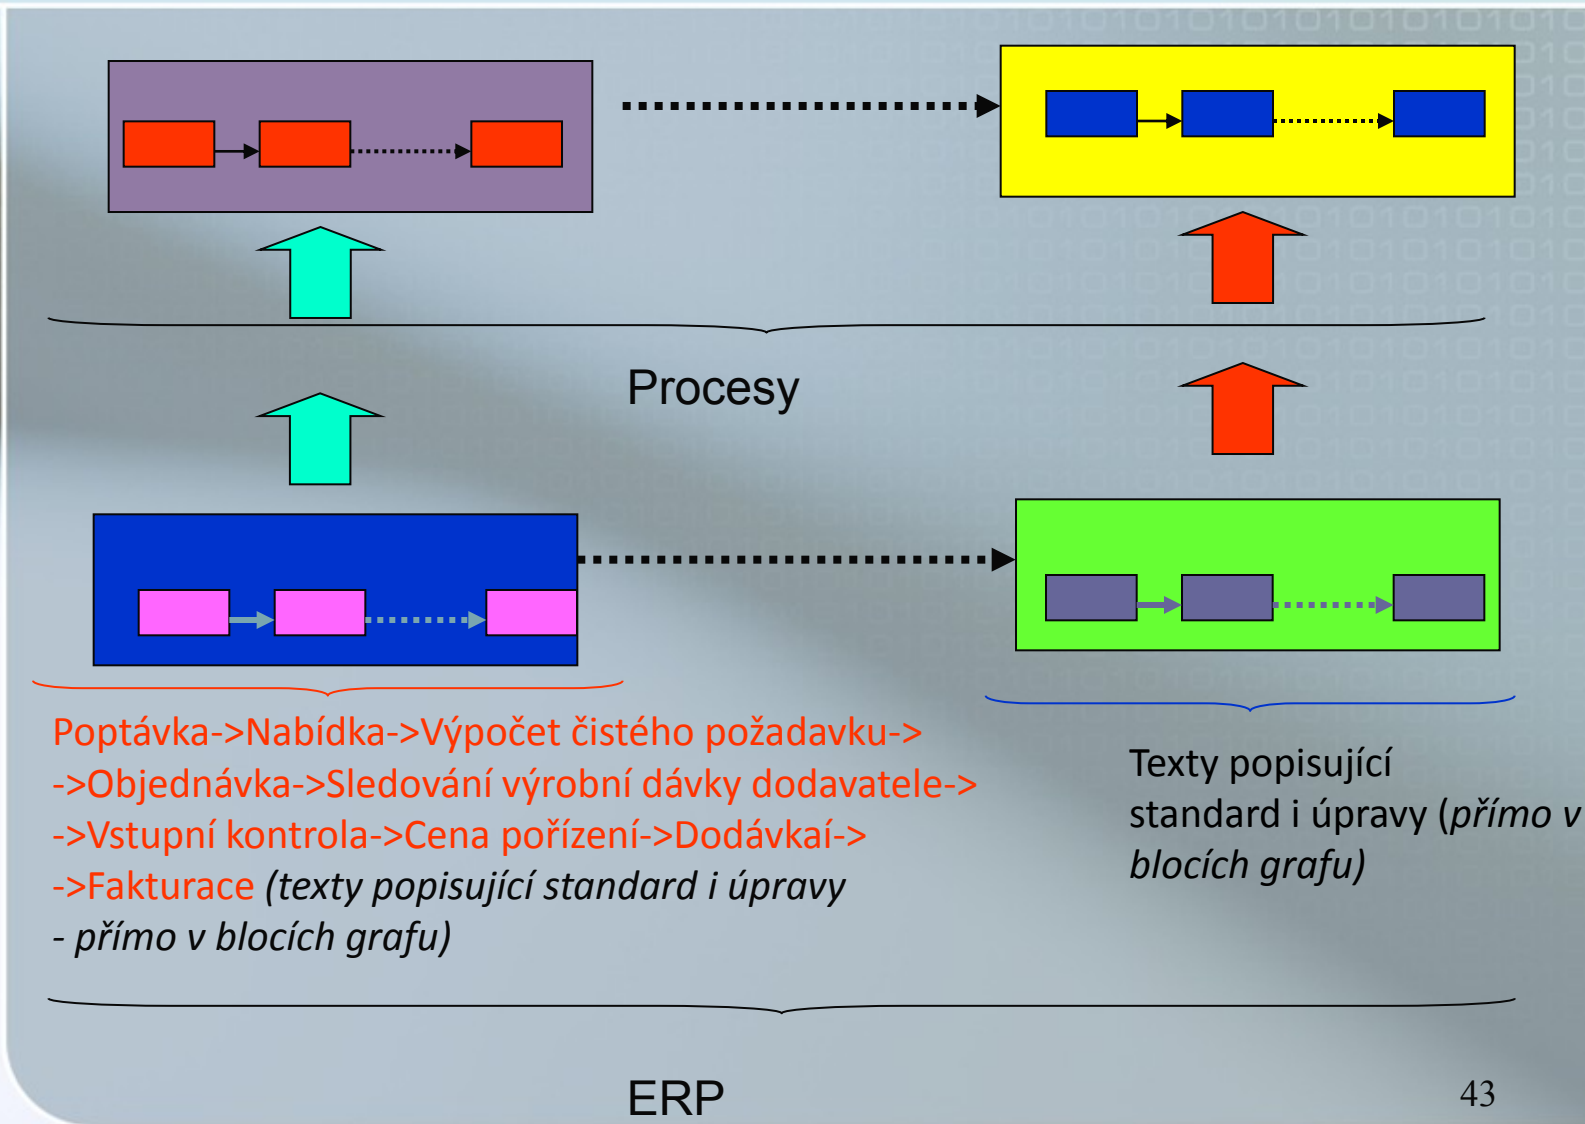 Procesy
Poptávka->Nabídka->Výpočet čistého požadavku->
->Objednávka->Sledování výrobní dávky dodavatele->
->Vstupní kontrola->Cena pořízení->Dodávkaí->
->Fakturace (texty popisující standard i úpravy
- přímo v blocích grafu)
Texty popisující
standard i úpravy (přímo v
blocích grafu)
ERP
43